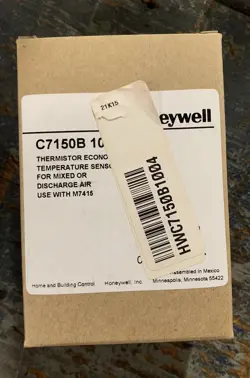 21K15
Honeywell
C7150B 10
THERMISTOR ECONO
TEMPERATURE SENSO
FOR MIXED OR
DISCHARGE AIR
USE WITH M7415
HWC7150B1004
Assembled in Mexico
Home and Building Control Honeywell, Inc. Minneapolis, Minnesota 55422